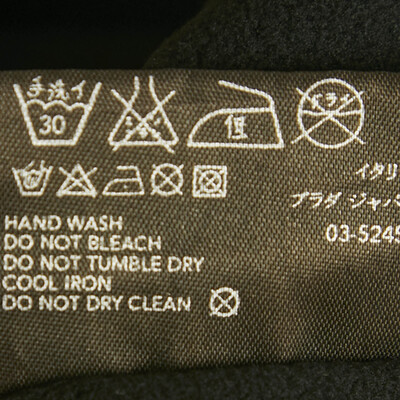 手洗イ
30
低
ドライ
イタリ
プラダ ジャパ
03-5245
HAND WASH
DO NOT BLEACH
DO NOT TUMBLE DRY
COOL IRON
DO NOT DRY CLEAN